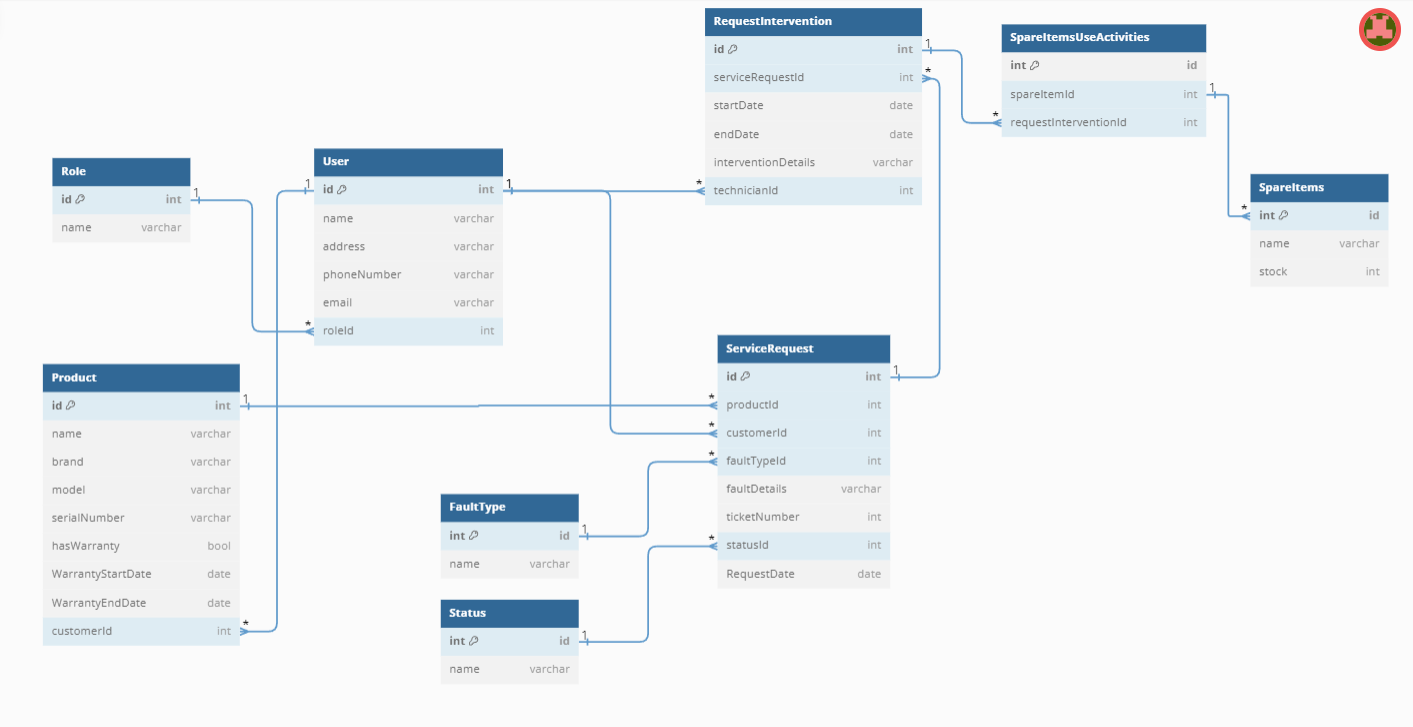 RequestIntervention
id int
serviceRequestId int
startDate date
endDate date
interventionDetails varchar
technicianId int
1
*
*
SpareItemsUseActivities
int id
spareItemId int
requestInterventionId int
1
*
SpareItems
int id
name varchar
stock int
*
Role
id int
name varchar
1
User
id int
name varchar
address varchar
phoneNumber varchar
email varchar
roleId int
1
1
*
Product
id int
name varchar
brand varchar
model varchar
serialNumber varchar
hasWarranty bool
WarrantyStartDate date
WarrantyEndDate date
customerId int
1
*
ServiceRequest
id int
productId int
customerId int
faultTypeId int
faultDetails varchar
ticketNumber int
statusId int
RequestDate date
1
*
*
*
*
FaultType
int id
name varchar
1
Status
int id
name varchar
1